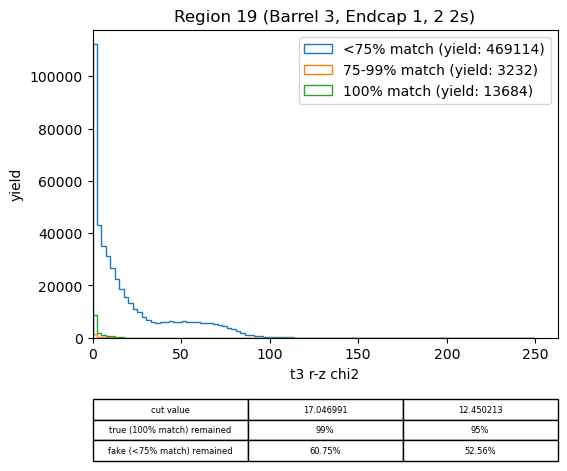 Region 19 (Barrel 3, Endcap 1, 2 2s)
<75% match (yield: 469114)
75-99% match (yield: 3232)
100% match (yield: 13684)
yield
100000
80000
60000
40000
20000
0
0 50 100 150 200 250
t3 r-z chi2
cut value 17.046991 12.450213
true (100% match) remained 99% 95%
fake (<75% match) remained 60.75% 52.56%